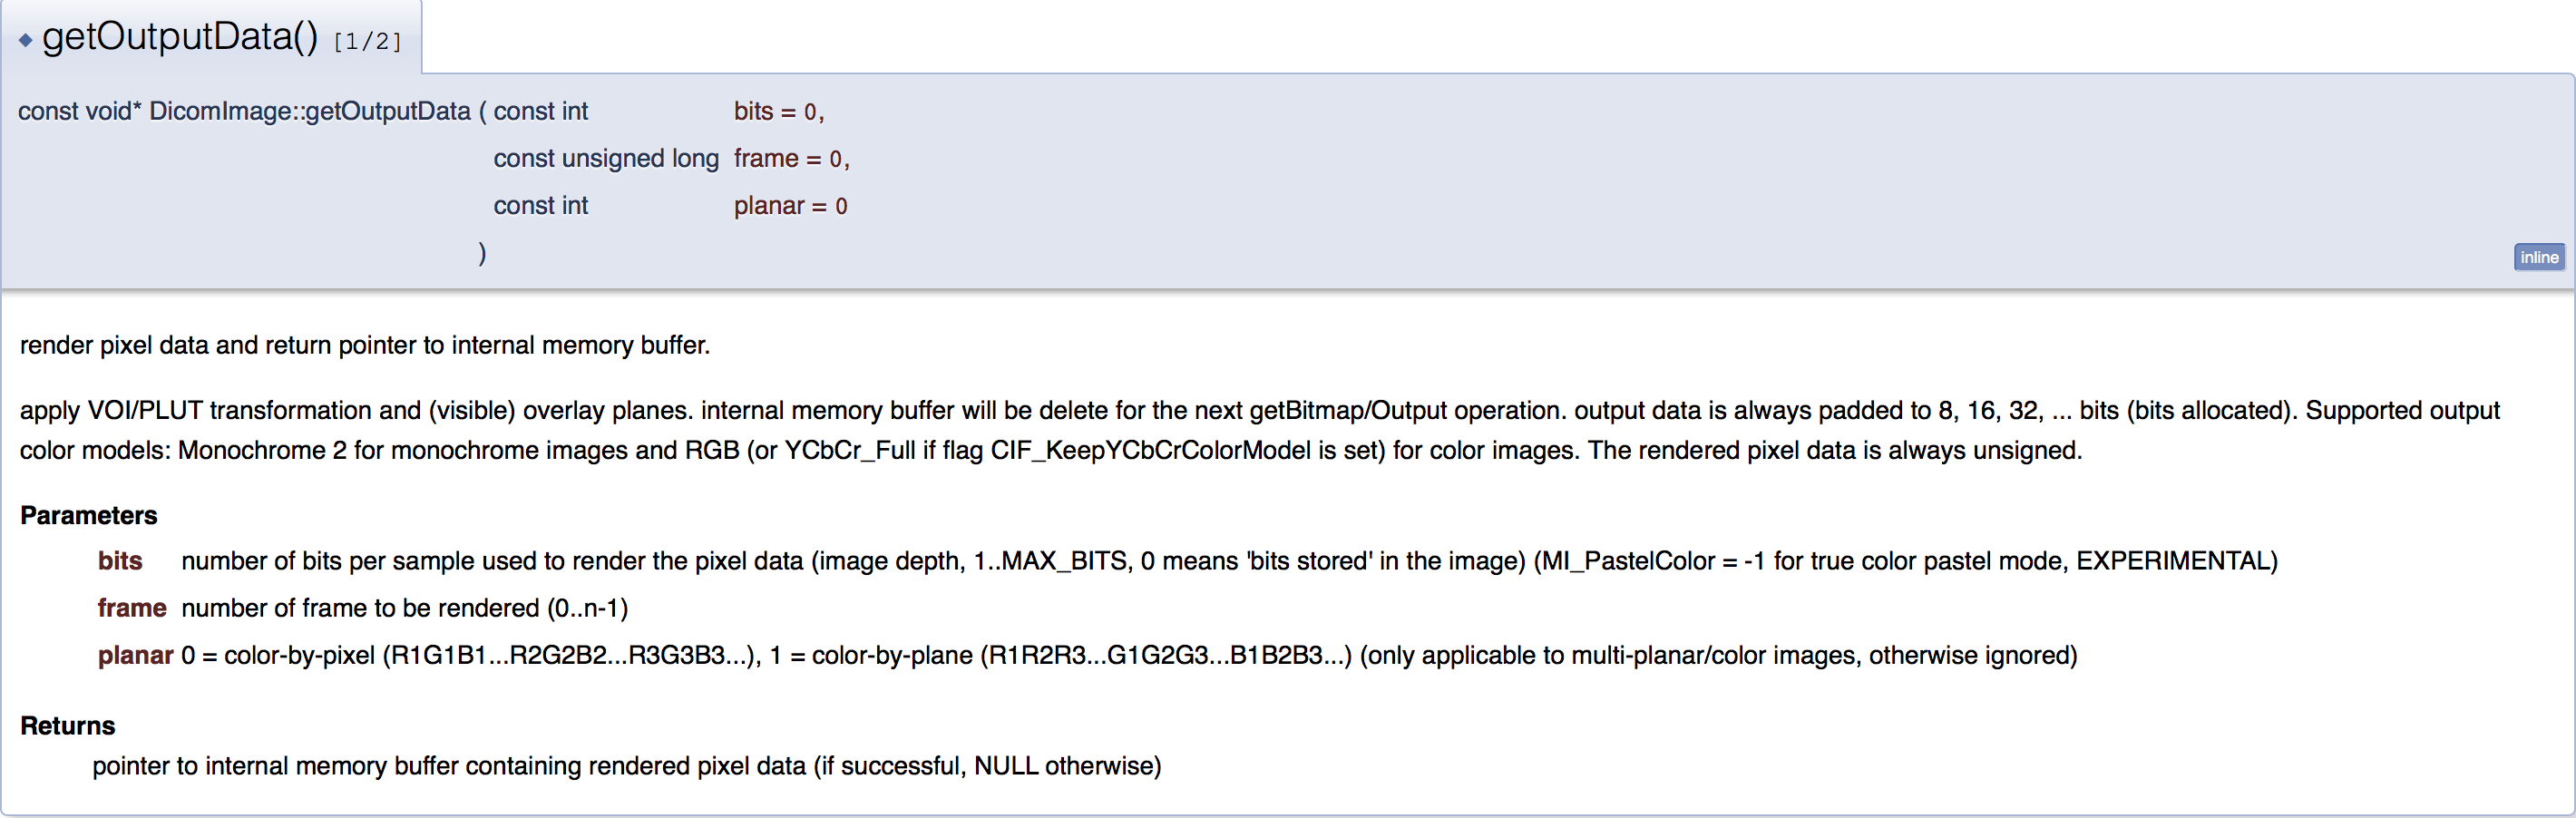 ◆ getOutputData() [1/2]
const void* DicomImage::getOutputData ( const int bits = 0,
const unsigned long frame = 0,
const int planar = 0
)
inline
render pixel data and return pointer to internal memory buffer.
apply VOI/PLUT transformation and (visible) overlay planes. internal memory buffer will be delete for the next getBitmap/Output operation. output data is always padded to 8, 16, 32, ... bits (bits allocated). Supported output
color models: Monochrome 2 for monochrome images and RGB (or YCbCr_Full if flag CIF_KeepYCbCrColorModel is set) for color images. The rendered pixel data is always unsigned.
Parameters
bits number of bits per sample used to render the pixel data (image depth, 1..MAX_BITS, 0 means 'bits stored' in the image) (MI_PastelColor = -1 for true color pastel mode, EXPERIMENTAL)
frame number of frame to be rendered (0..n-1)
planar 0 = color-by-pixel (R1G1B1...R2G2B2...R3G3B3...), 1 = color-by-plane (R1R2R3...G1G2G3...B1B2B3...) (only applicable to multi-planar/color images, otherwise ignored)
Returns
pointer to internal memory buffer containing rendered pixel data (if successful, NULL otherwise)